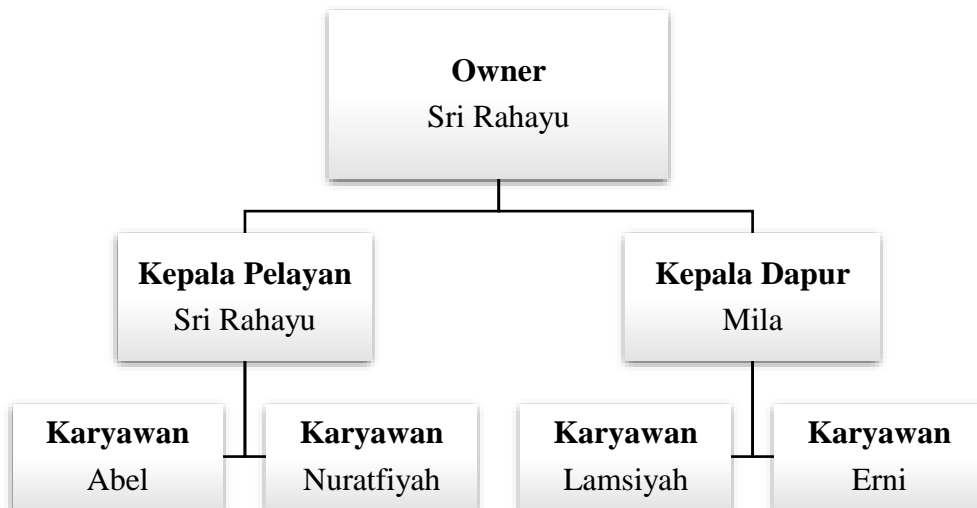 Owner
Sri Rahayu
Kepala Pelayan
Sri Rahayu
Kepala Dapur
Mila
Karyawan
Abel
Karyawan
Nuratfiyah
Karyawan
Lamsiyah
Karyawan
Erni